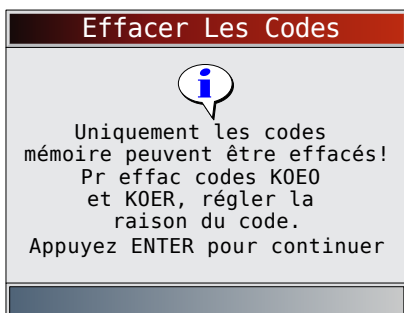 Effacer Les Codes
Uniquement les codes
mémoire peuvent être effacés!
Pr effac codes KOEO
et KOER, régler la
raison du code.
Appuyez ENTER pour continuer